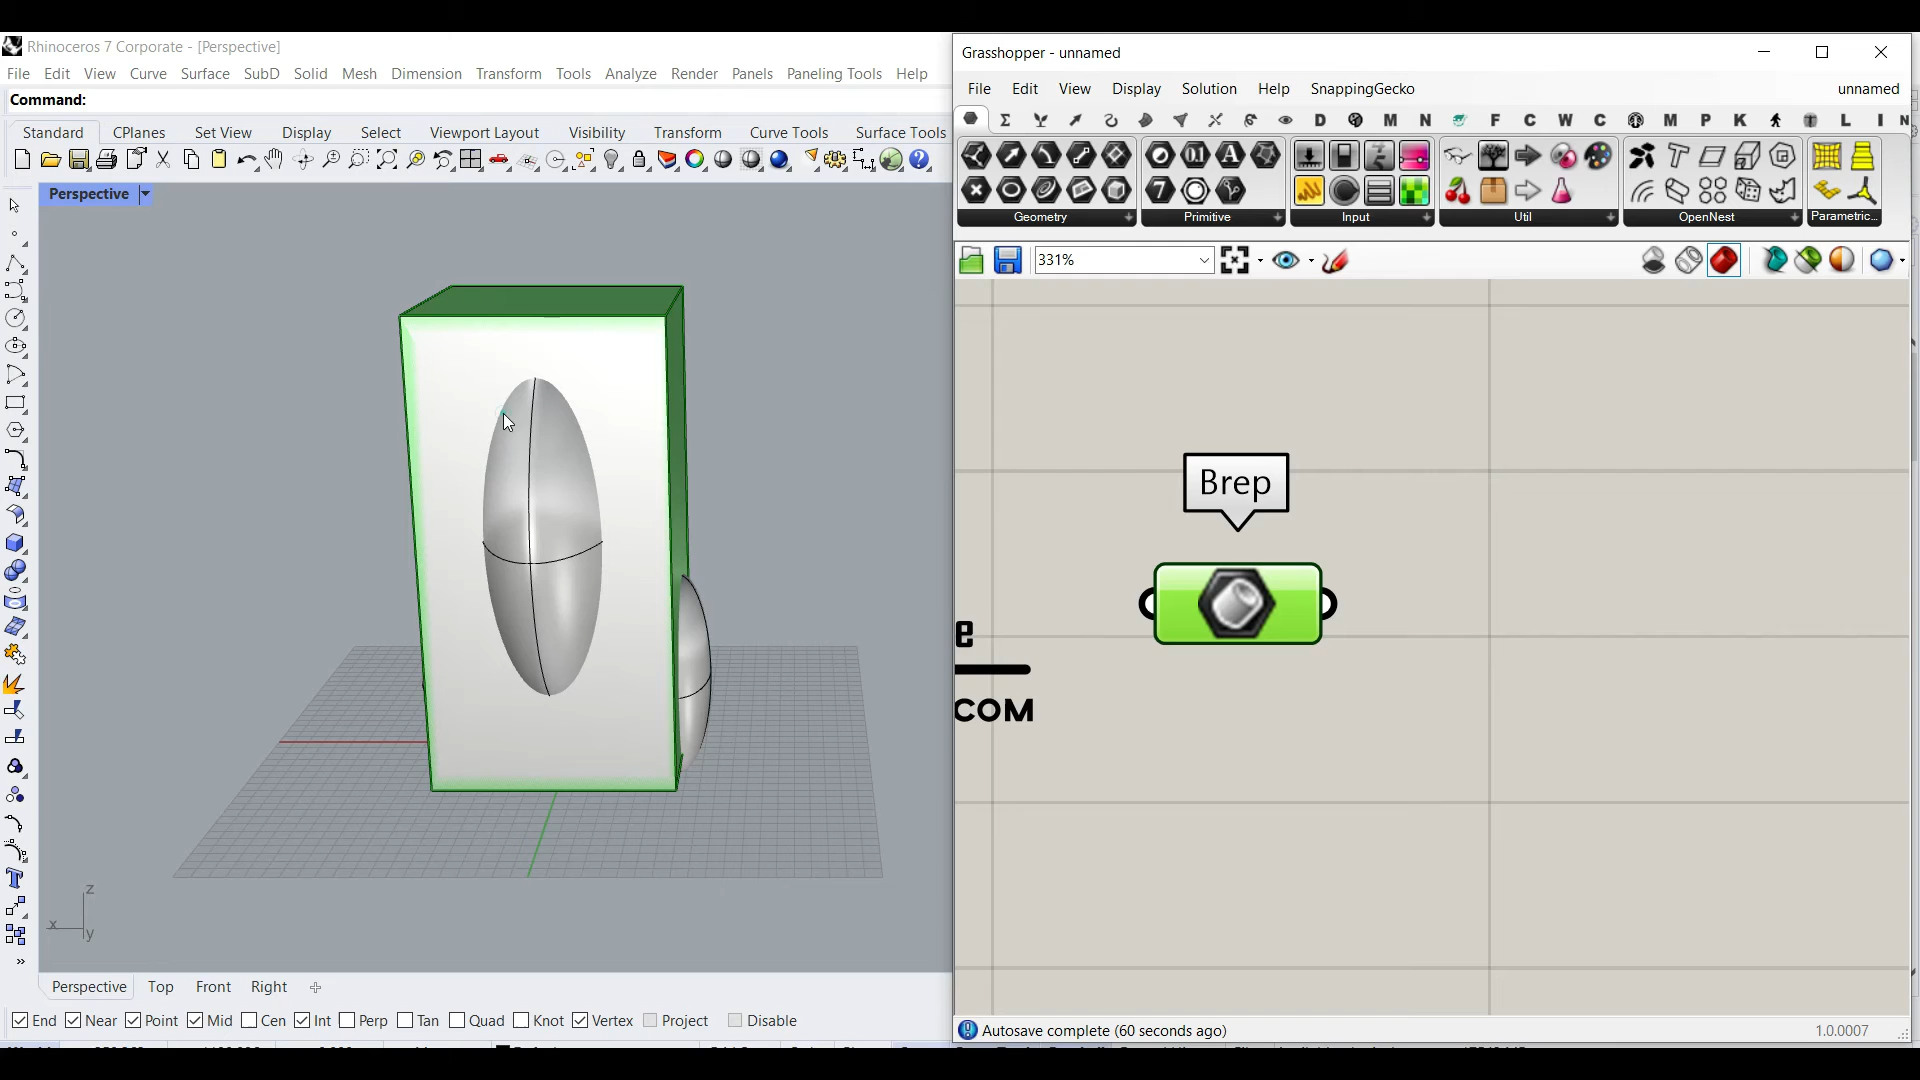 Rhinoceros 7 Corporate - [Perspective]
File Edit View Curve Surface SubD Solid Mesh Dimension Transform Tools Analyze Render Panels Paneling Tools Help
Command:
Standard CPlanes Set View Display Select Viewport Layout Visibility Transform Curve Tools Surface Tools
Perspective
z
x
y
Perspective Top Front Right
End Near Point Mid Cen Int Perp Tan Quad Knot Vertex Project Disable
Grasshopper - unnamed
File Edit View Display Solution Help SnappingGecko unnamed
D M N F C W C M P K L I N
Geometry Primitive Input Util OpenNest Parametric...
331%
Brep
e
COM
Autosave complete (60 seconds ago) 1.0.0007